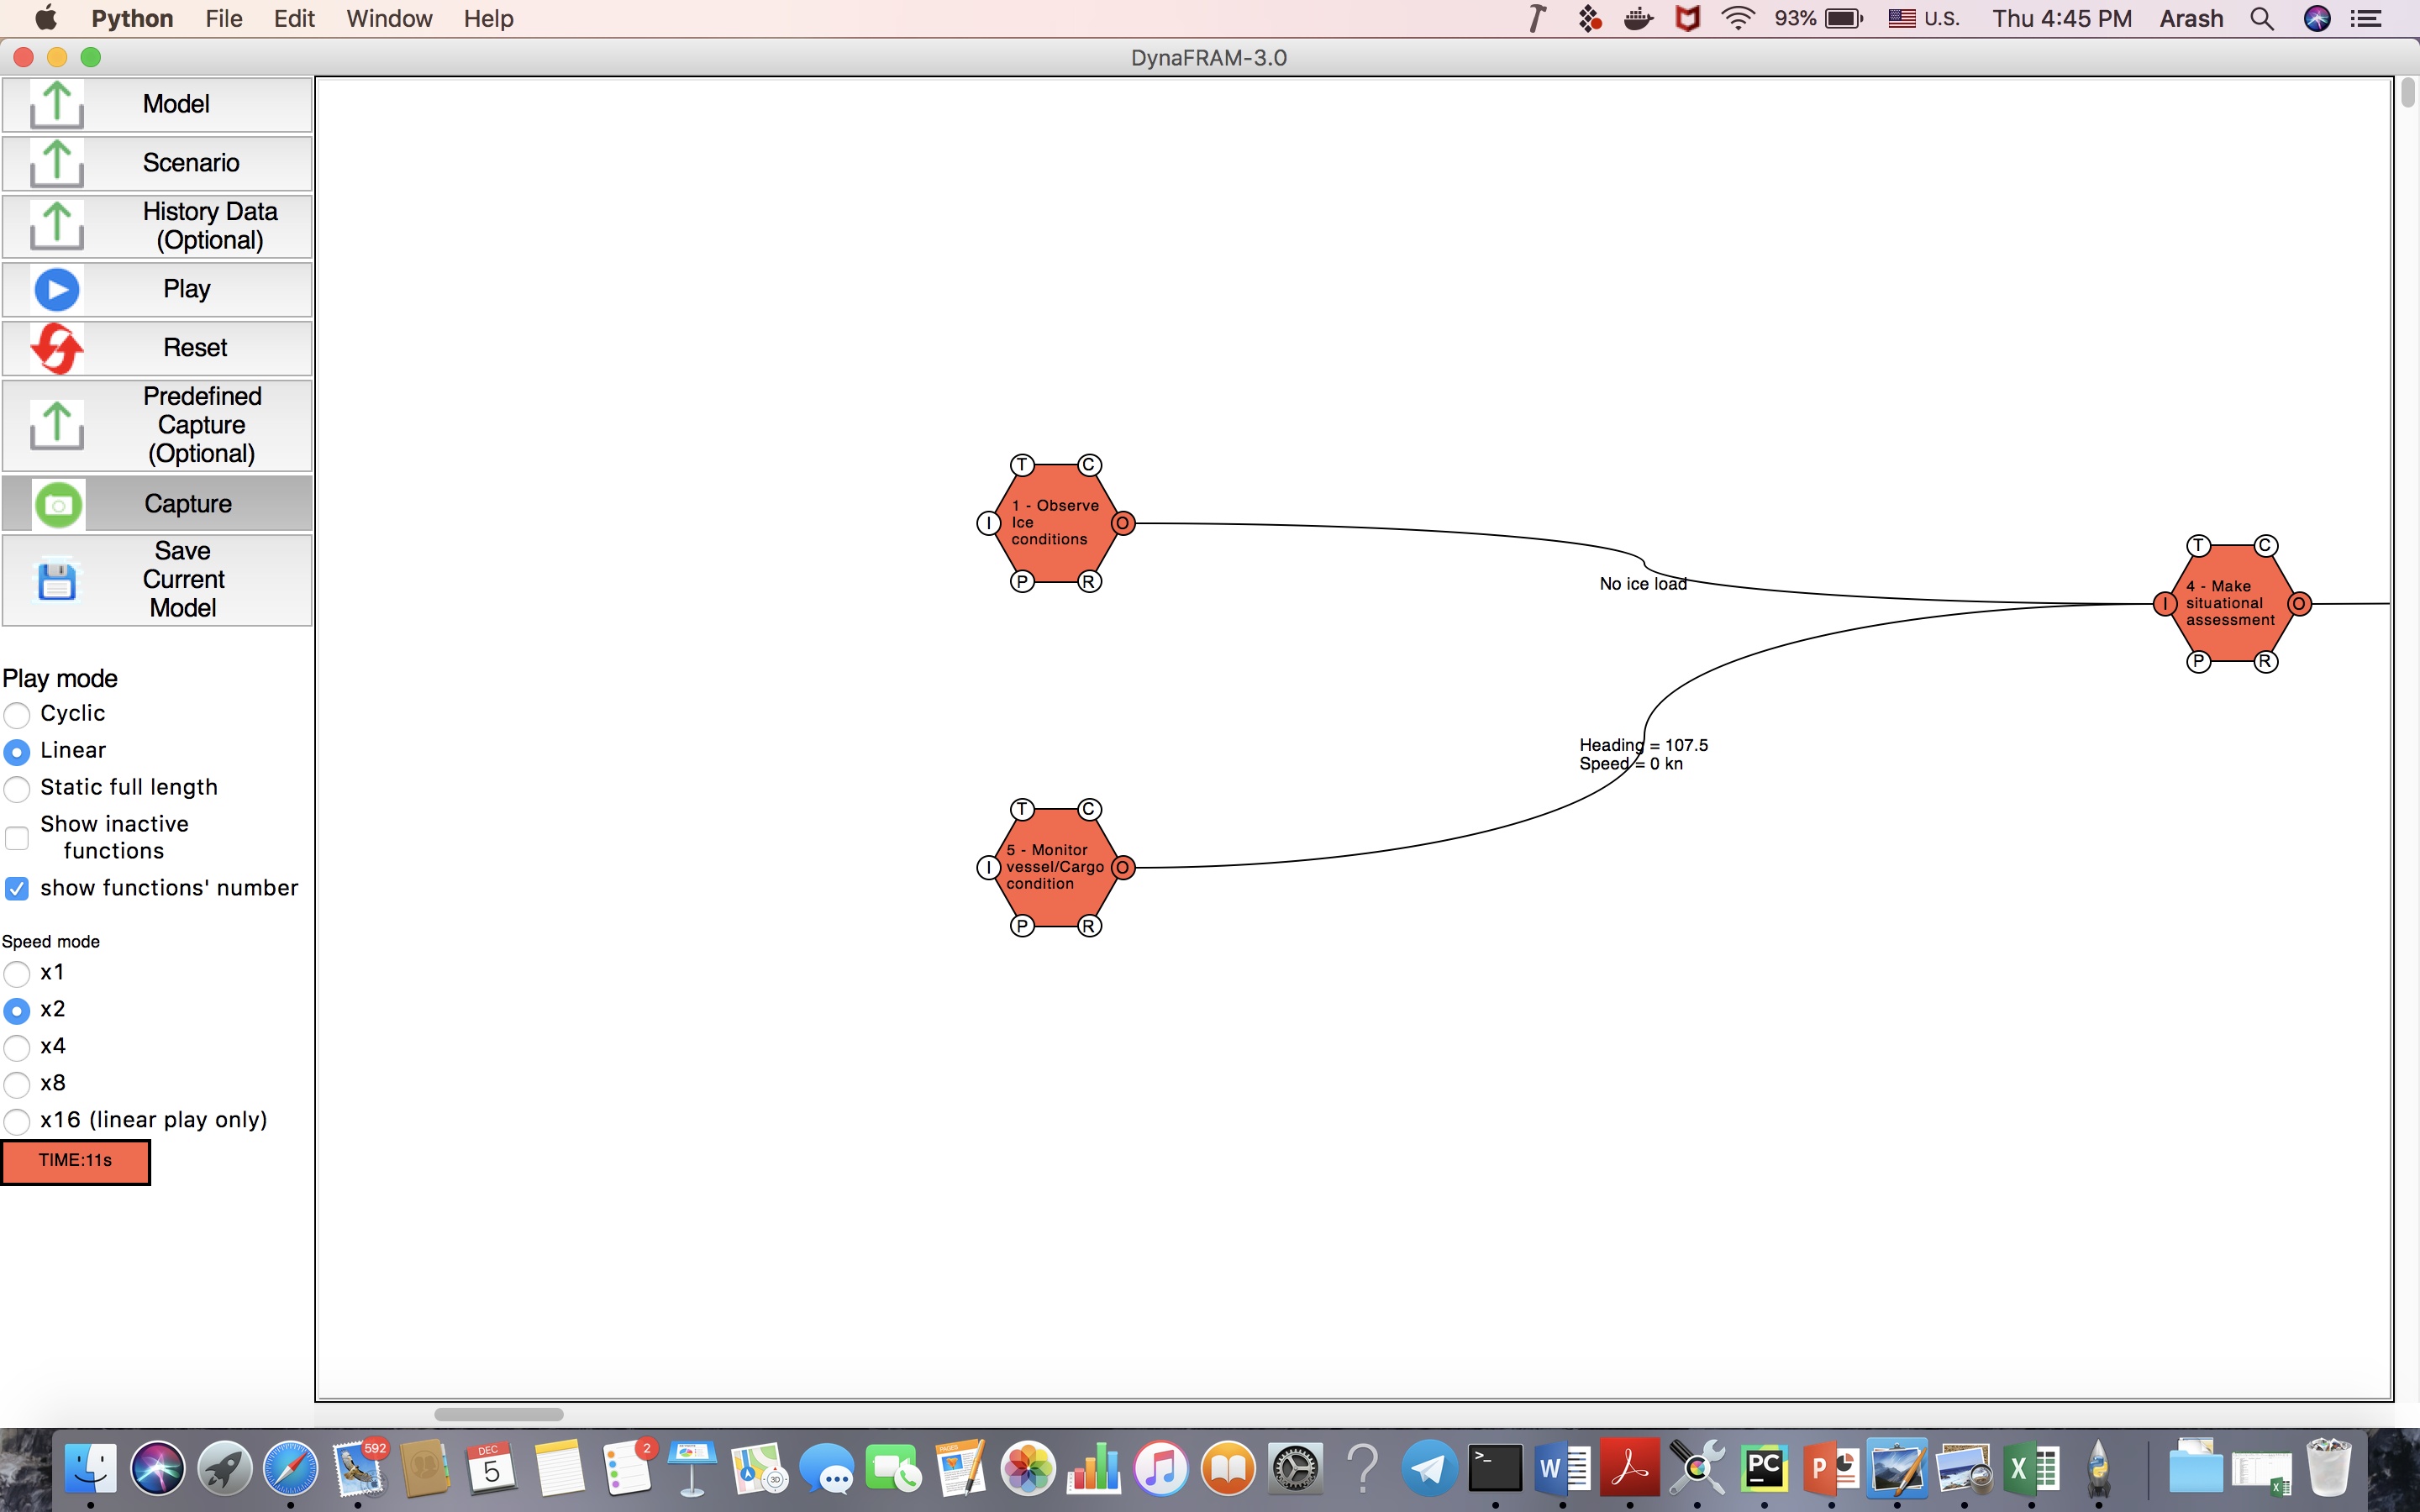 Python File Edit Window Help
93% U.S. Thu 4:45 PM Arash
DynaFRAM-3.0
Model
Scenario
History Data
(Optional)
Play
Reset
Predefined
Capture
(Optional)
Capture
Save
Current
Model
Play mode
Cyclic
Linear
Static full length
Show inactive
functions
show functions' number
Speed mode
x1
x2
x4
x8
x16 (linear play only)
TIME:11s
T C
1 - Observe
Ice
conditions
I O
P R
No ice load
T C
4 - Make
situational
assessment
I O
P R
Heading = 107.5
Speed = 0 kn
T C
5 - Monitor
vessel/Cargo
condition
I O
P R
592
DEC
5
2
3D
PAGES
>_
W
PC
P
X